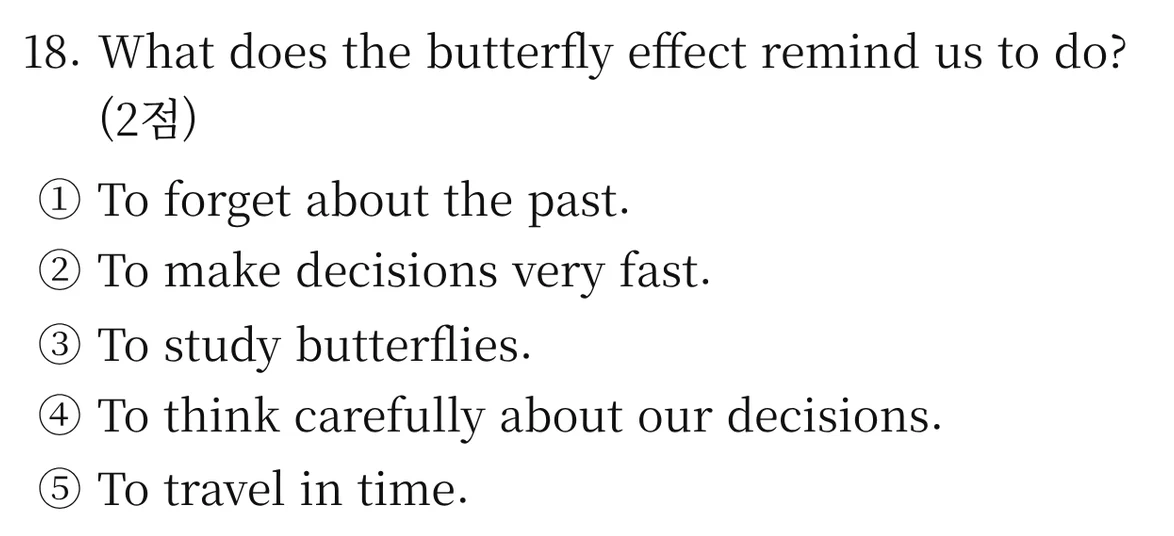 18. What does the butterfly effect remind us to do?
(2점)
① To forget about the past.
② To make decisions very fast.
③ To study butterflies.
④ To think carefully about our decisions.
⑤ To travel in time.